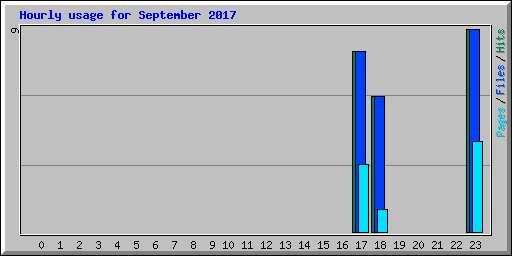 Hourly usage for September 2017
9
Pages/Files/Hits
0 1 2 3 4 5 6 7 8 9 10 11 12 13 14 15 16 17 18 19 20 21 22 23